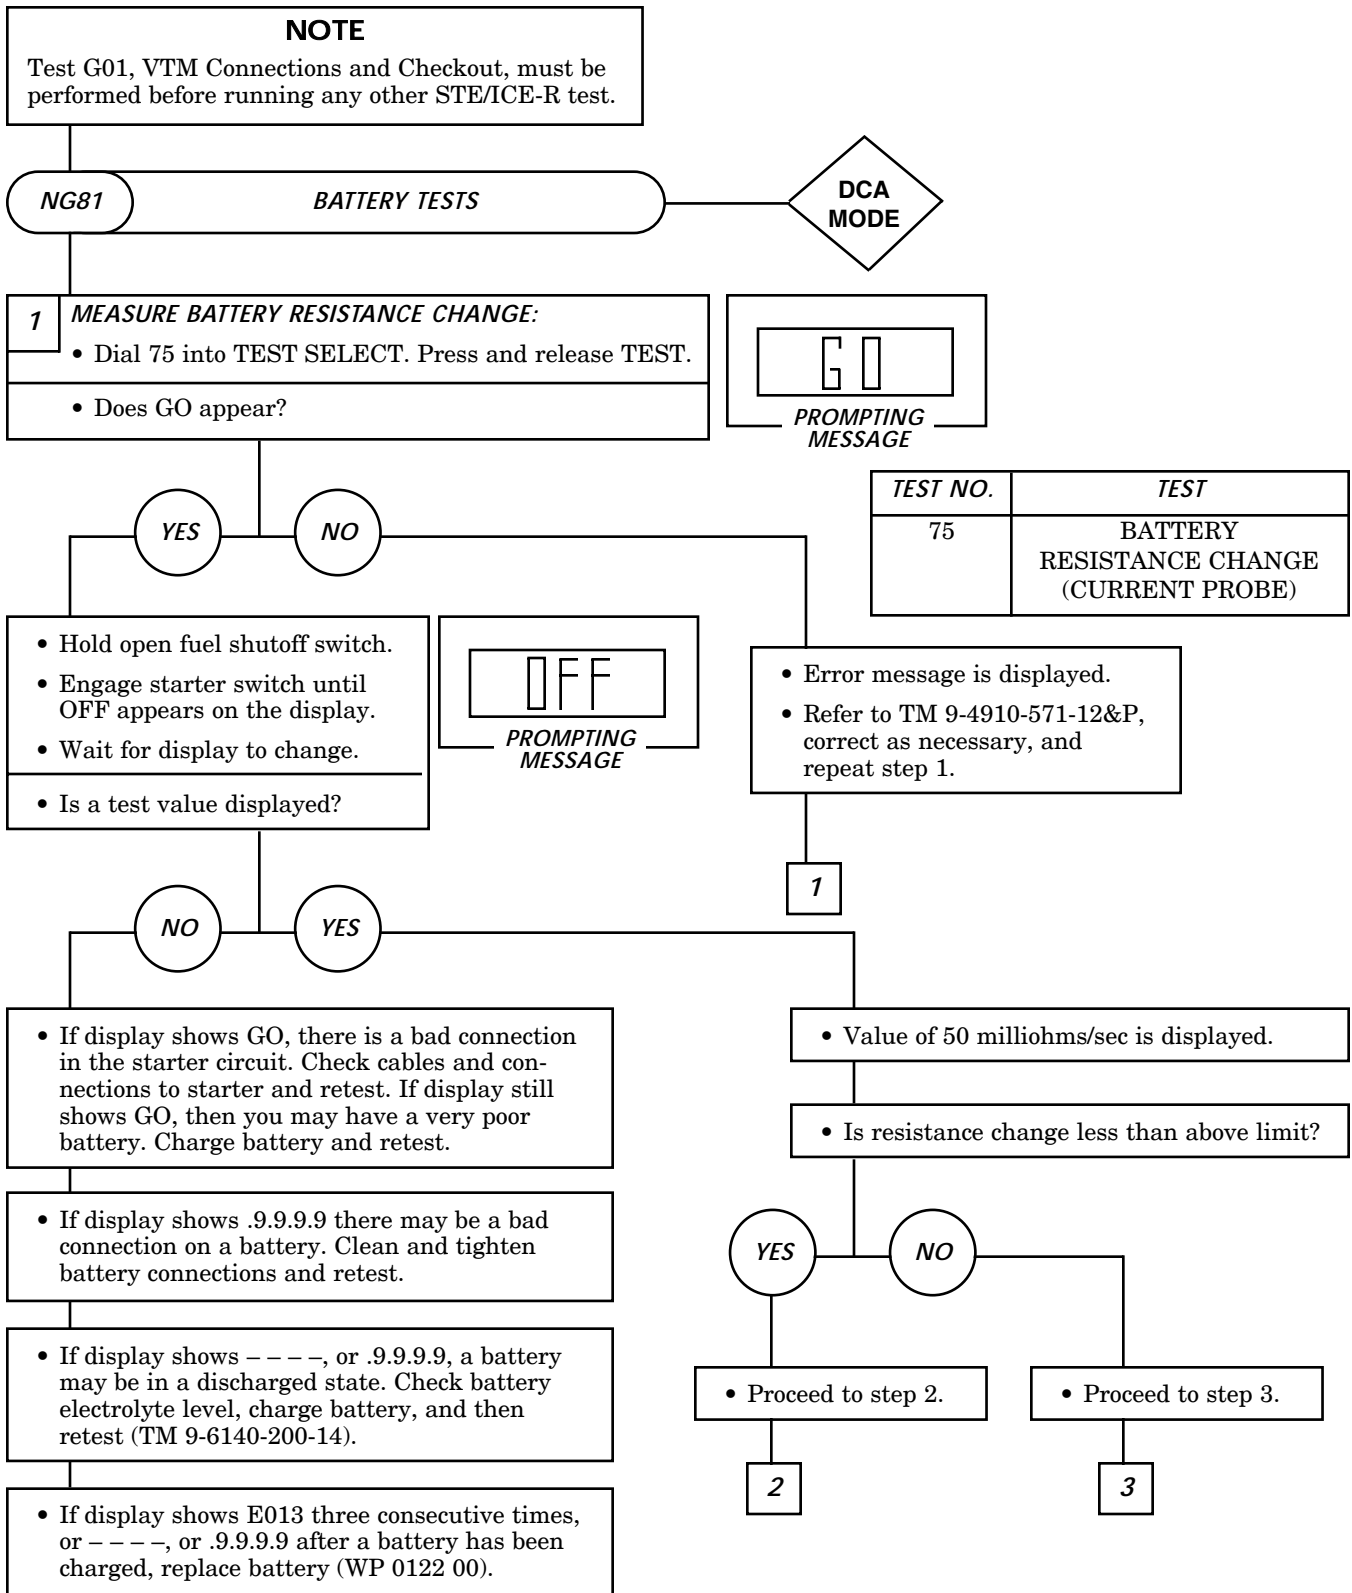 NOTE
Test G01, VTM Connections and Checkout, must be
performed before running any other STE/ICE-R test.
NG81
BATTERY TESTS
DCA
MODE
1
MEASURE BATTERY RESISTANCE CHANGE:
• Dial 75 into TEST SELECT. Press and release TEST.
• Does GO appear?
GO
PROMPTING
MESSAGE
TEST NO.
TEST
75
BATTERY
RESISTANCE CHANGE
(CURRENT PROBE)
YES
NO
• Hold open fuel shutoff switch.
• Engage starter switch until
OFF appears on the display.
• Wait for display to change.
• Is a test value displayed?
OFF
PROMPTING
MESSAGE
• Error message is displayed.
• Refer to TM 9-4910-571-12&P,
correct as necessary, and
repeat step 1.
1
NO
YES
• If display shows GO, there is a bad connection
in the starter circuit. Check cables and con-
nections to starter and retest. If display still
shows GO, then you may have a very poor
battery. Charge battery and retest.
• If display shows .9.9.9.9 there may be a bad
connection on a battery. Clean and tighten
battery connections and retest.
• If display shows – – – –, or .9.9.9.9, a battery
may be in a discharged state. Check battery
electrolyte level, charge battery, and then
retest (TM 9-6140-200-14).
• If display shows E013 three consecutive times,
or – – – –, or .9.9.9.9 after a battery has been
charged, replace battery (WP 0122 00).
• Value of 50 milliohms/sec is displayed.
• Is resistance change less than above limit?
YES
NO
• Proceed to step 2.
• Proceed to step 3.
2
3